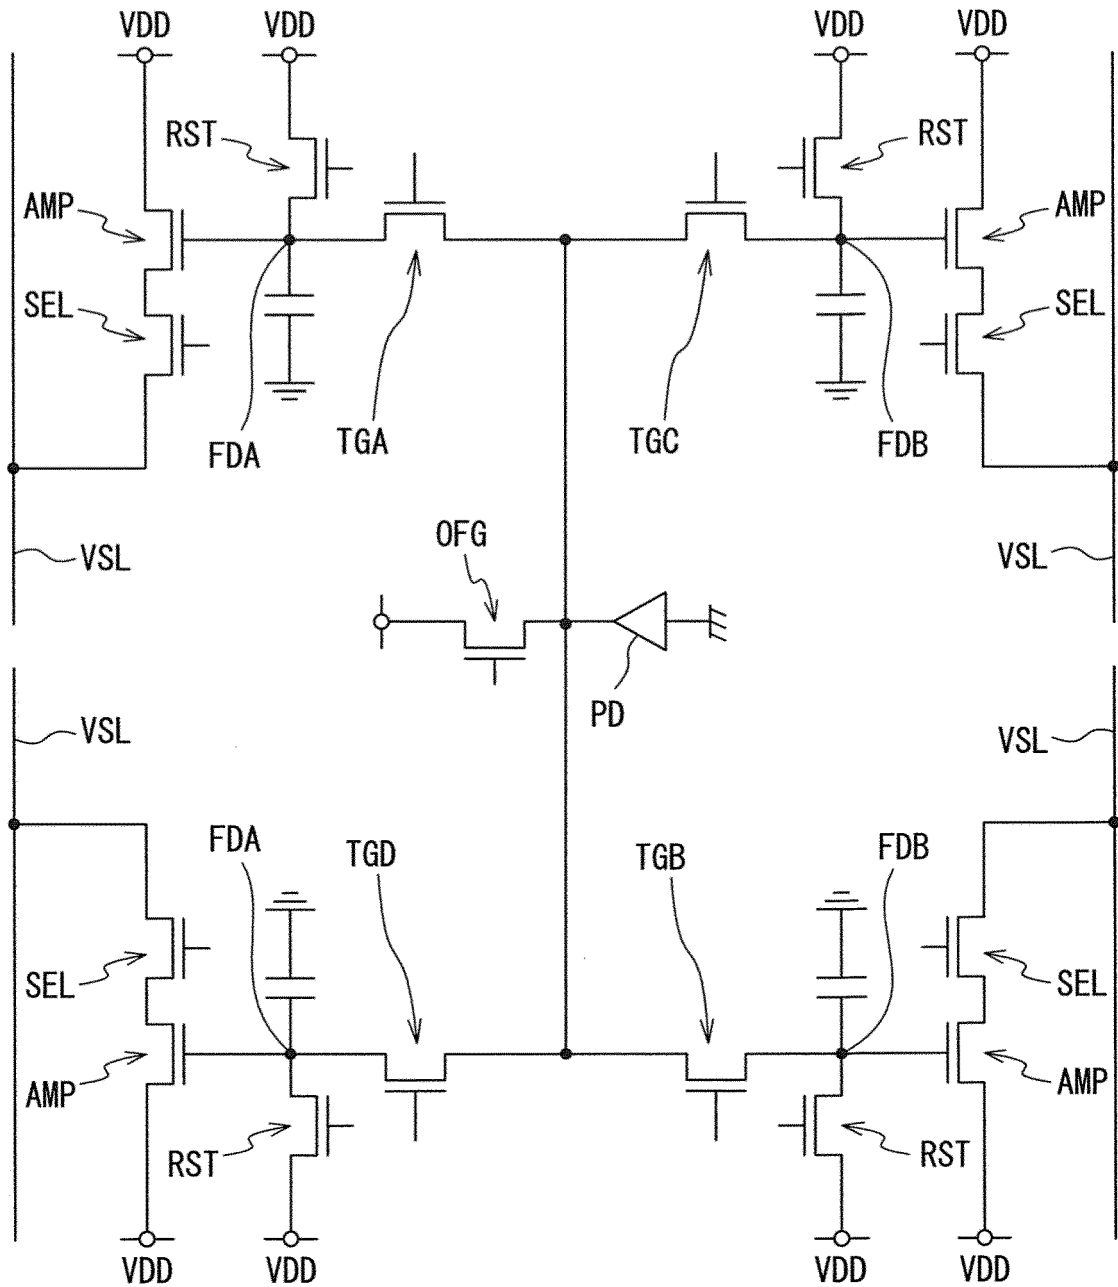 VDD VDD VDD VDD
RST RST
AMP AMP
SEL SEL
FDA TGA TGC FDB
OFG
VSL VSL
PD
VSL VSL
FDA TGD TGB FDB
SEL SEL
AMP AMP
RST RST
VDD VDD VDD VDD